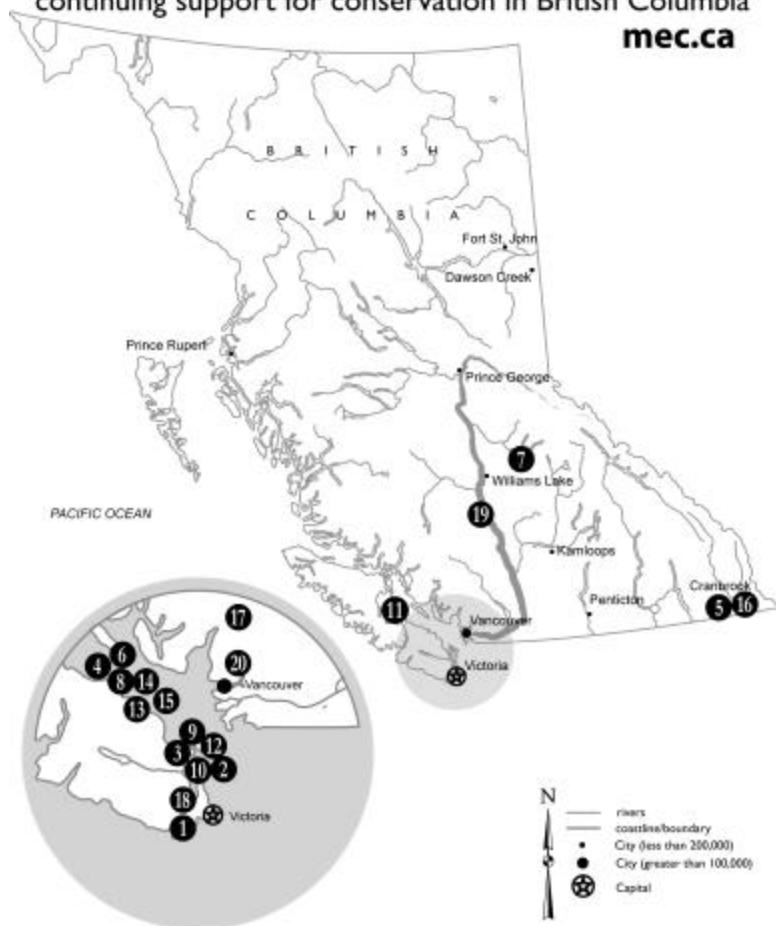 continuing support for conservation in British Columbia
mec.ca
BRITISH
COLUMBIA
Fort St. John
Dawson Creek
Prince Rupert
Prince George
7
Williams Lake
19
PACIFIC OCEAN
Kamloops
Cranbrook
11
Penticton
5
16
Vancouver
Victoria
17
6
4
20
8
14
Vancouver
13
15
9
3
12
10
2
18
Victoria
1
N
rivers
coastline/boundary
City (less than 200,000)
City (greater than 100,000)
Capital